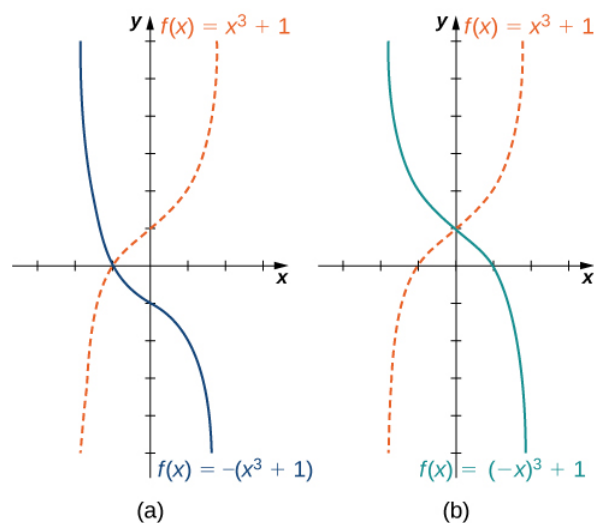 y
f(x) = x³ + 1
x
f(x) = –(x³ + 1)
(a)
y
f(x) = x³ + 1
x
f(x) = (−x)³ + 1
(b)